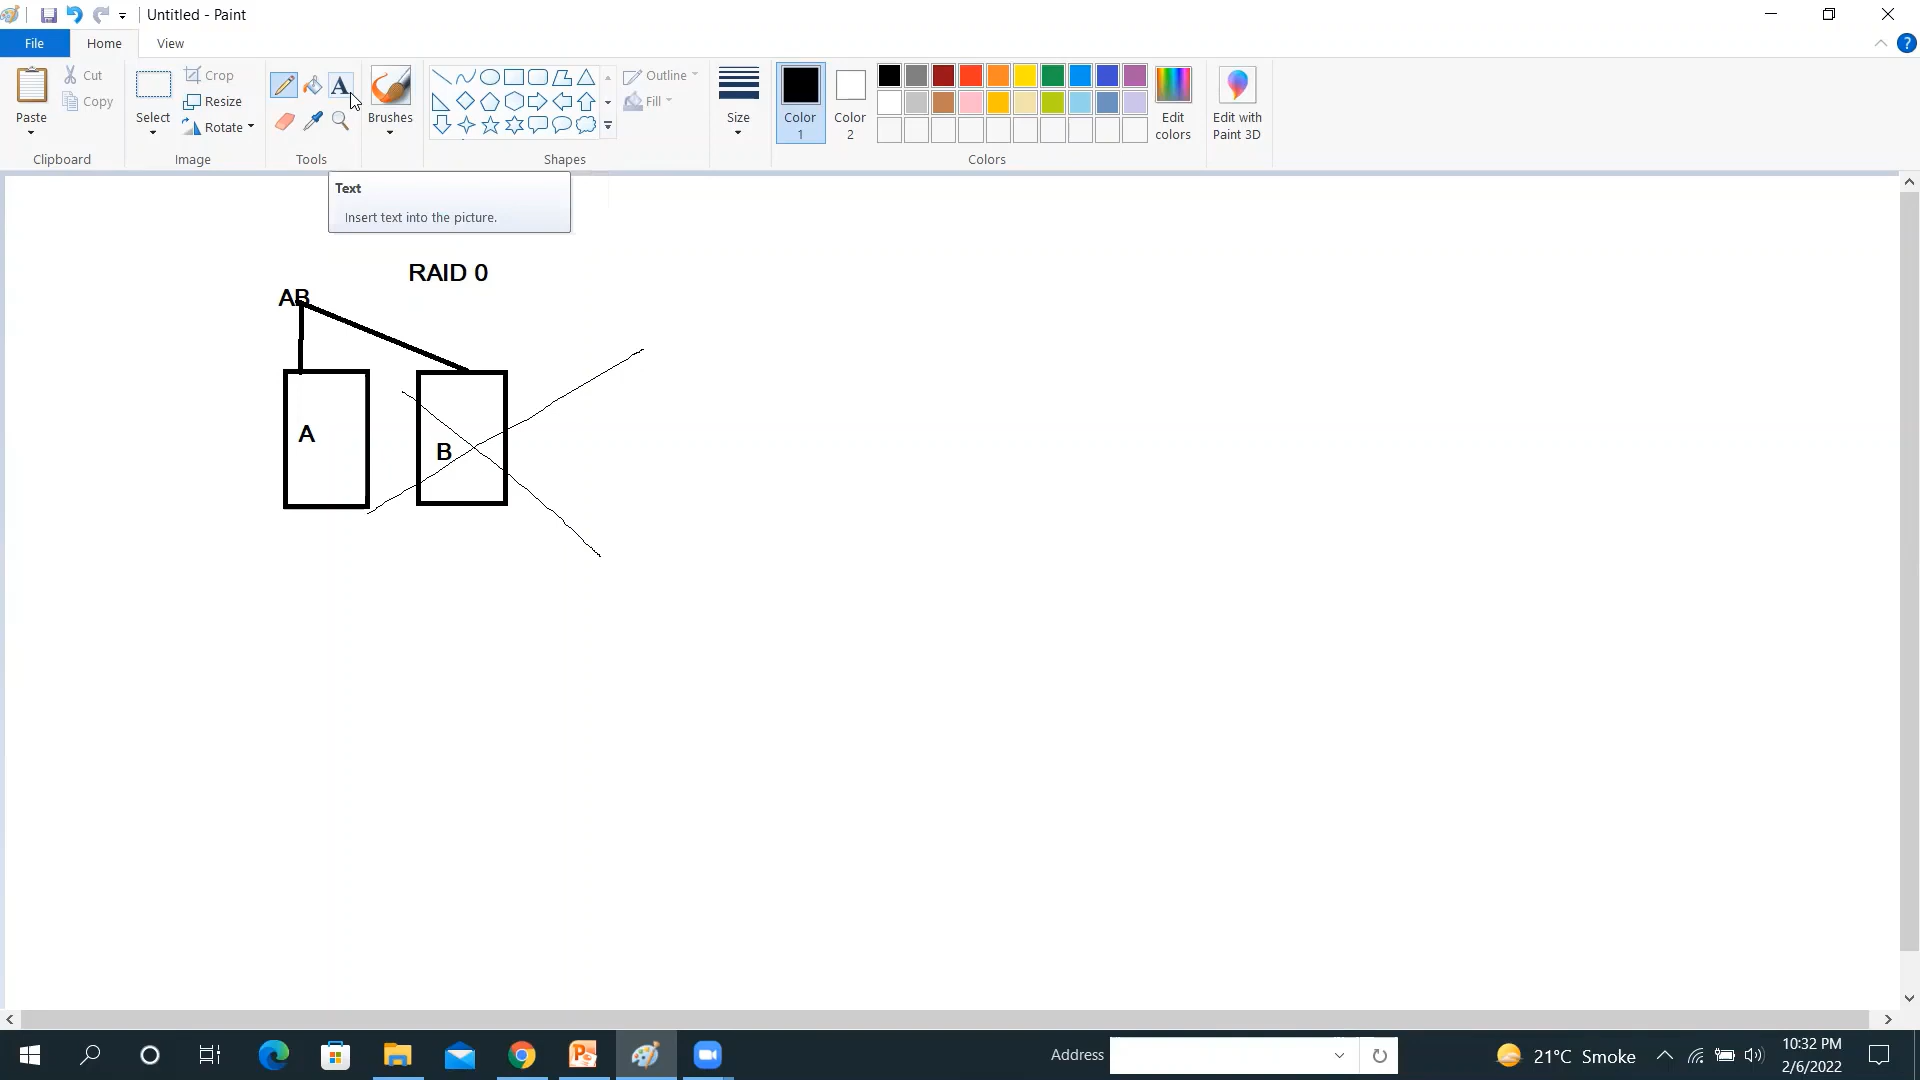 Untitled - Paint
File Home View
Paste
Cut
Copy
Clipboard
Select
Crop
Resize
Rotate
Image
A
Tools
Brushes
Shapes
Outline
Fill
Size
Color 1
Color 2
Edit colors
Colors
Edit with Paint 3D
?
Text
Insert text into the picture.
RAID 0
AB
A
B
Address
21°C Smoke
10:32 PM
2/6/2022